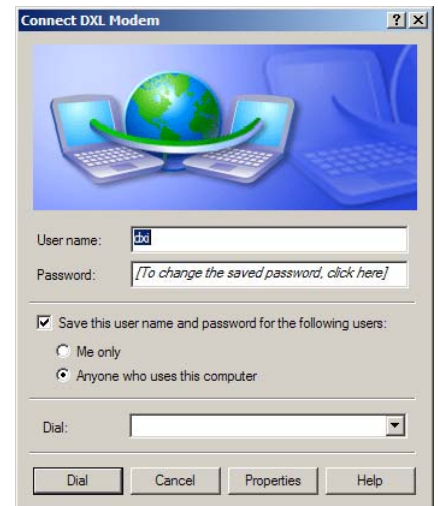 Connect DXL Modem
User name: dxi
Password: [To change the saved password, click here]
Save this user name and password for the following users:
Me only
Anyone who uses this computer
Dial:
Dial Cancel Properties Help